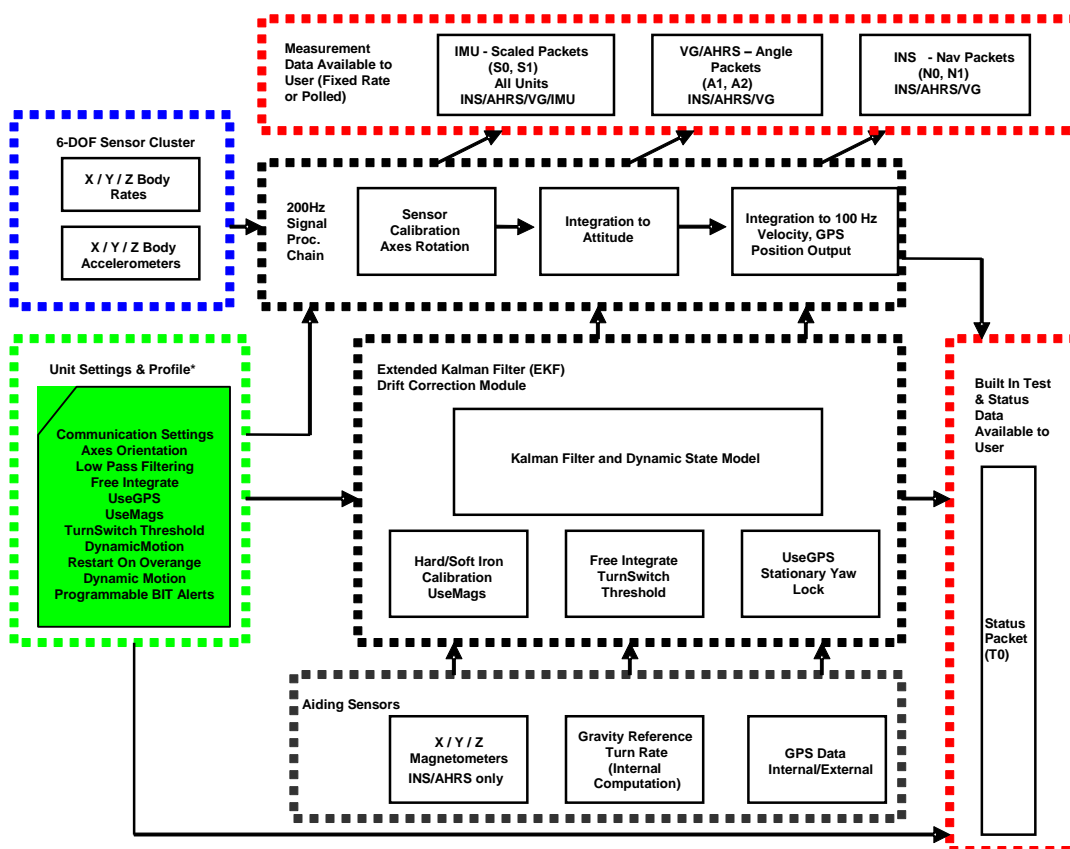 Measurement
Data Available to
User (Fixed Rate
or Polled)
IMU - Scaled Packets
(S0, S1)
All Units
INS/AHRS/VG/IMU
VG/AHRS – Angle
Packets
(A1, A2)
INS/AHRS/VG
INS - Nav Packets
(N0, N1)
INS/AHRS/VG
6-DOF Sensor Cluster
X / Y / Z Body
Rates
X / Y / Z Body
Accelerometers
200Hz
Signal
Proc.
Chain
Sensor
Calibration
Axes Rotation
Integration to
Attitude
Integration to 100 Hz
Velocity, GPS
Position Output
Unit Settings & Profile*
Communication Settings
Axes Orientation
Low Pass Filtering
Free Integrate
UseGPS
UseMags
TurnSwitch Threshold
DynamicMotion
Restart On Overange
Dynamic Motion
Programmable BIT Alerts
Extended Kalman Filter (EKF)
Drift Correction Module
Kalman Filter and Dynamic State Model
Hard/Soft Iron
Calibration
UseMags
Free Integrate
TurnSwitch
Threshold
UseGPS
Stationary Yaw
Lock
Built In Test
& Status
Data
Available to
User
Status
Packet
(T0)
Aiding Sensors
X / Y / Z
Magnetometers
INS/AHRS only
Gravity Reference
Turn Rate
(Internal
Computation)
GPS Data
Internal/External